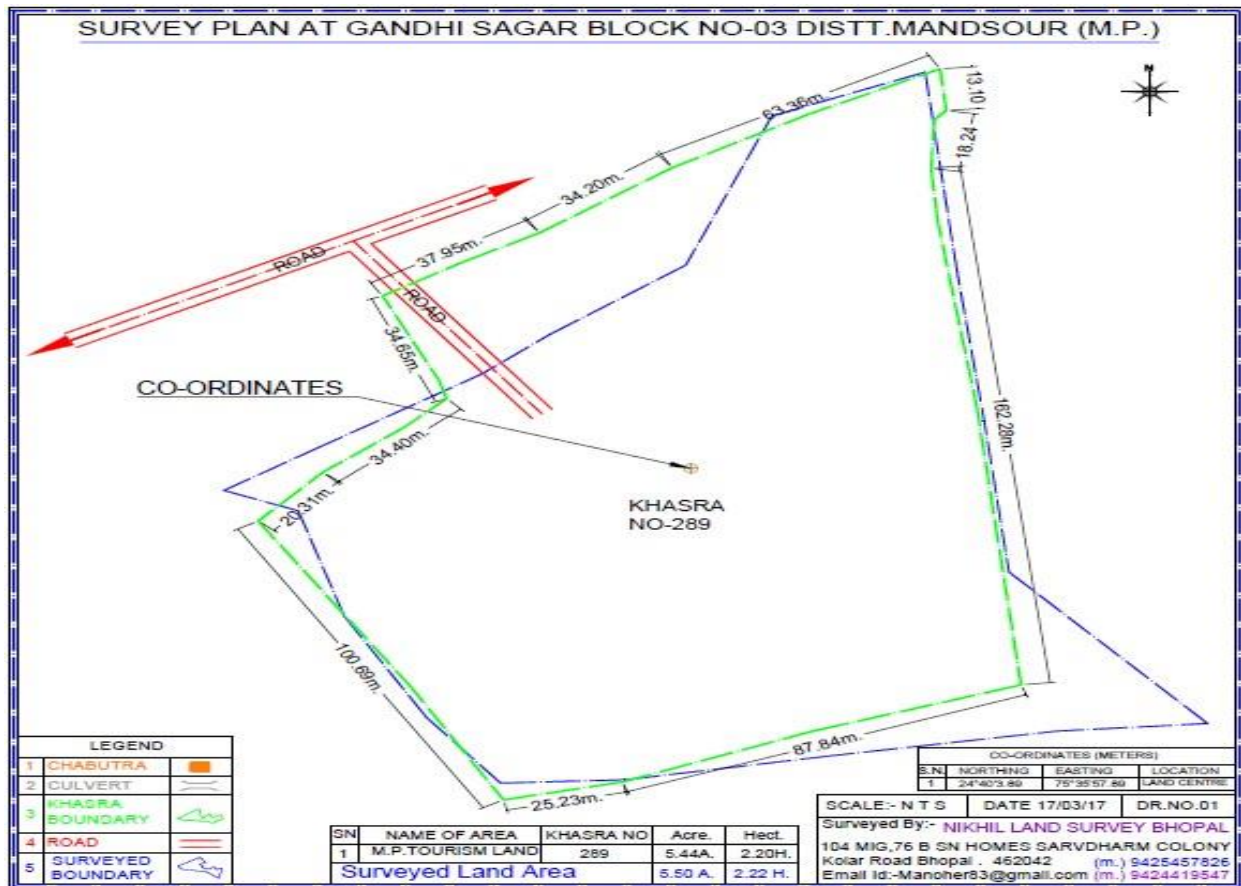 SURVEY PLAN AT GANDHI SAGAR BLOCK NO-03 DISTT.MANDSOUR (M.P.)
N
13.10
63.36m.
18.24
34.20m.
37.95m.
ROAD
ROAD
34.65m.
CO-ORDINATES
34.40m.
162.28m.
20.31m.
KHASRA
NO-289
100.69m.
87.84m.
25.23m.
LEGEND
1 CHABUTRA
2 CULVERT
3 KHASRA BOUNDARY
4 ROAD
5 SURVEYED BOUNDARY
SN NAME OF AREA KHASRA NO Acre. Hect.
1 M.P.TOURISM LAND 289 5.44A. 2.20H.
Surveyed Land Area 5.50 A. 2.22 H.
CO-ORDINATES (METERS)
S.N. NORTHING EASTING LOCATION
1 24°40'3.89 75°35'57.89 LAND CENTRE
SCALE:- N T S DATE 17/03/17 DR.NO.01
Surveyed By:- NIKHIL LAND SURVEY BHOPAL
104 MIG,76 B SN HOMES SARVDHARM COLONY
Kolar Road Bhopal . 462042 (m.) 9425457826
Email Id:-Manoher83@gmail.com (m.) 9424419547